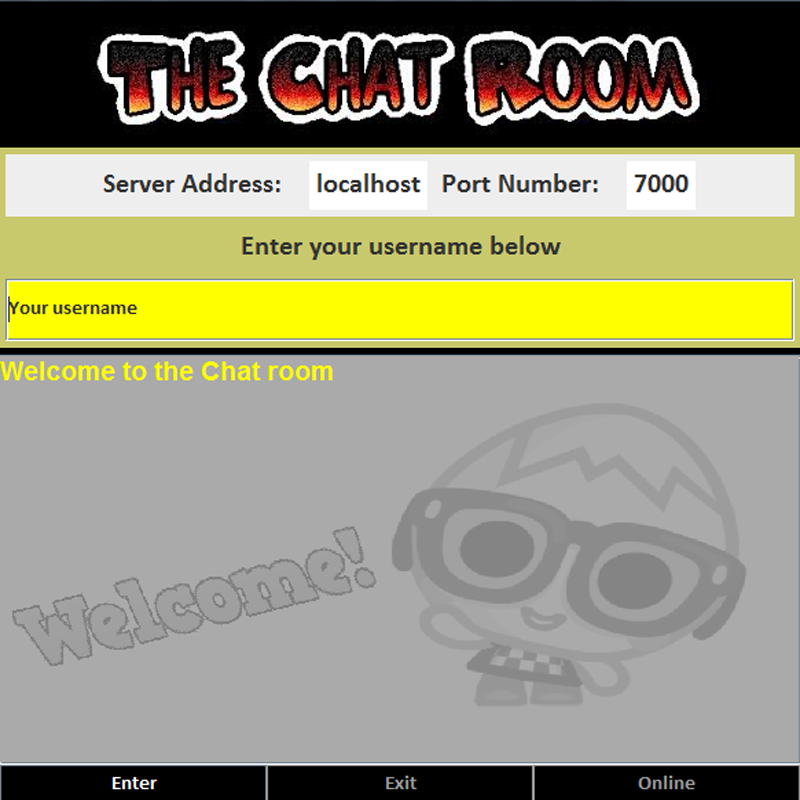 THE CHAT ROOM
Server Address: localhost Port Number: 7000
Enter your username below
Your username
Welcome to the Chat room
Welcome!
Enter Exit Online